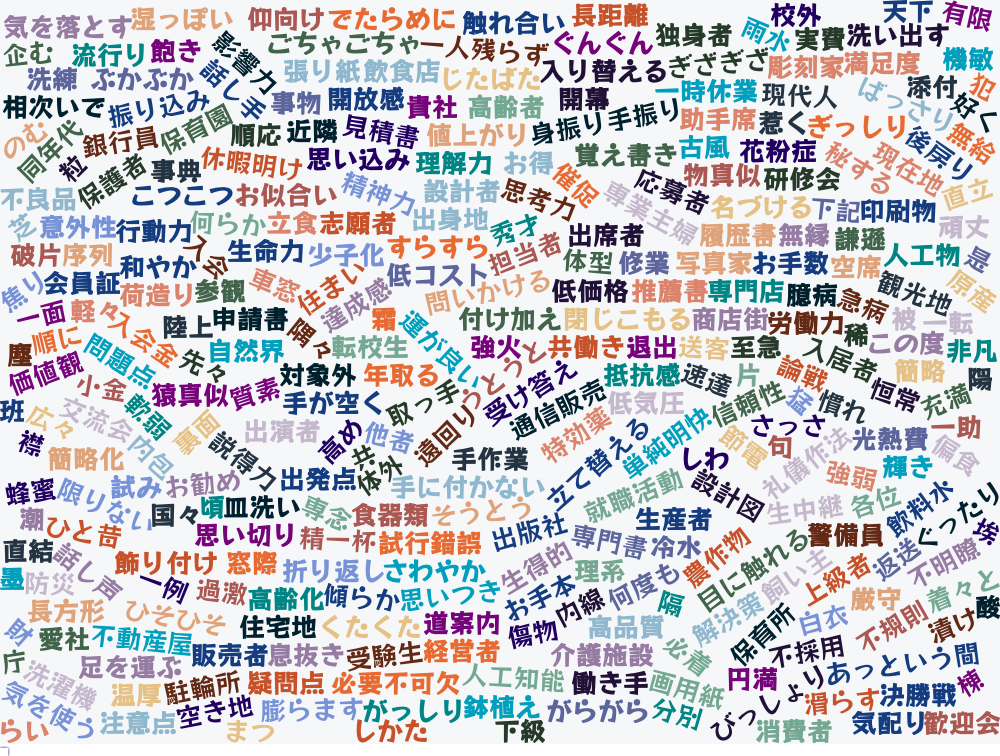 気を落とす
湿っぽい
仰向け
でたらめに
触れ合い
長距離
校外
天下
有限
企む
流行り
飽き
影響力
ごちゃごちゃ
一人残らず
ぐんぐん
独身者
雨水
実費
洗い出す
機敏
洗練
ぶかぶか
話し手
張り紙
飲食店
じたばた
入り替える
ぎざぎざ
彫刻家
満足度
添付
犯
相次いで
振り込み
事物
開放感
貴社
高齢者
開幕
身振り手振り
一時休業
現代人
ばっさり
好く
のむ
同年代
粒
銀行員
保育園
順応
近隣
見積書
値上がり
助手席
惹く
ぎっしり
後戻り
無給
保護者
事典
休暇明け
思い込み
理解力
お得
覚え書き
古風
花粉症
秘する
現在地
不良品
こつこつ
お似合い
精神力
設計者
思考力
催促
専業主婦
応募者
物真似
研修会
名づける
下記
印刷物
直立
芝
意外性
行動力
何らか
立食
志願者
出身地
秀才
出席者
履歴書
無縁
謙遜
頑丈
破片
序列
和やか
入会
生命力
少子化
すらすら
担当者
体型
修業
写真家
お手数
空席
人工物
是
焦り
会員証
荷造り
参観
車窓
住まい
達成感
低コスト
問いかける
低価格
推薦書
専門店
臆病
急病
観光地
原産
一面
軽々
入会金
陸上
申請書
隅々
霜
運が良い
付け加え
閉じこもる
商店街
労働力
稀
被
一転
塵
順に
問題点
先々
自然界
転校生
強火
とうとう
共働き
退出
送客
至急
入居者
この度
非凡
価値観
小金
軟弱
猿真似
質素
対象外
年取る
取っ手
受け答え
抵抗感
速達
片
論戦
恒常
簡略
陽
班
広々
交流会
内包
裏面
手が空く
遠回り
通信販売
低気圧
信頼性
猛
慣れ
充満
襟
簡略化
説得力
出演者
高め
他者
共
体外
手作業
特効薬
立て替える
単純明快
節電
さっさ
句
礼儀作法
光熱費
一助
偏食
蜂蜜
限りない
試み
お勧め
出発点
手に付かない
就職活動
しわ
設計図
強弱
輝き
潮
ひと昔
国々
頃
皿洗い
専念
食器類
そうとう
出版社
生産者
生中継
各位
飲料水
ぐったり
直結
話し声
思い切り
精一杯
試行錯誤
専門書
冷水
農作物
目に触れる
警備員
返送
不明瞭
埃
墨
防災
飾り付け
窓際
折り返し
さわやか
生得的
理系
飼い主
上級者
一例
過激
高齢化
傾らか
思いつき
お手本
内線
何度も
隔
解決策
白衣
厳守
不規則
着々と
酸
長方形
ひそひそ
住宅地
くたくた
道案内
傷物
高品質
必着
保育所
不採用
漬け
財
愛社
不動産屋
販売者
息抜き
受験生
経営者
介護施設
円満
あっという間
庁
洗濯機
足を運ぶ
温厚
駐輪所
疑問点
必要不可欠
人工知能
働き手
画用紙
びっしょり
滑らす
決勝戦
棟
気を使う
注意点
空き地
膨らます
がっしり
鉢植え
がらがら
分別
消費者
気配り
歓迎会
らい
まつ
しかた
下級